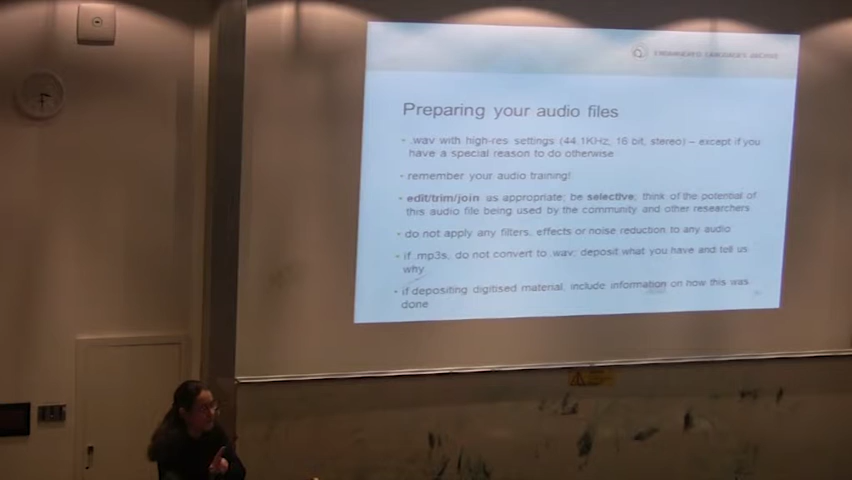 ENDANGERED LANGUAGES ARCHIVE
Preparing your audio files
- .wav with high-res settings (44.1KHz, 16 bit, stereo) – except if you
have a special reason to do otherwise
- remember your audio training!
- edit/trim/join as appropriate; be selective; think of the potential of
this audio file being used by the community and other researchers
- do not apply any filters, effects or noise reduction to any audio
- if .mp3s, do not convert to .wav; deposit what you have and tell us
why
- if depositing digitised material, include information on how this was
done